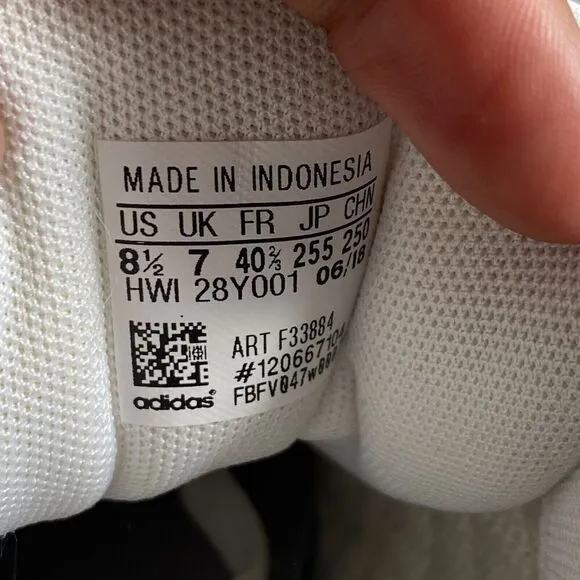 MADE IN INDONESIA
US UK FR JP CHN
8½ 7 40⅔ 255 250
HWI 28Y001 06/18
ART F33884
#120667104
adidas